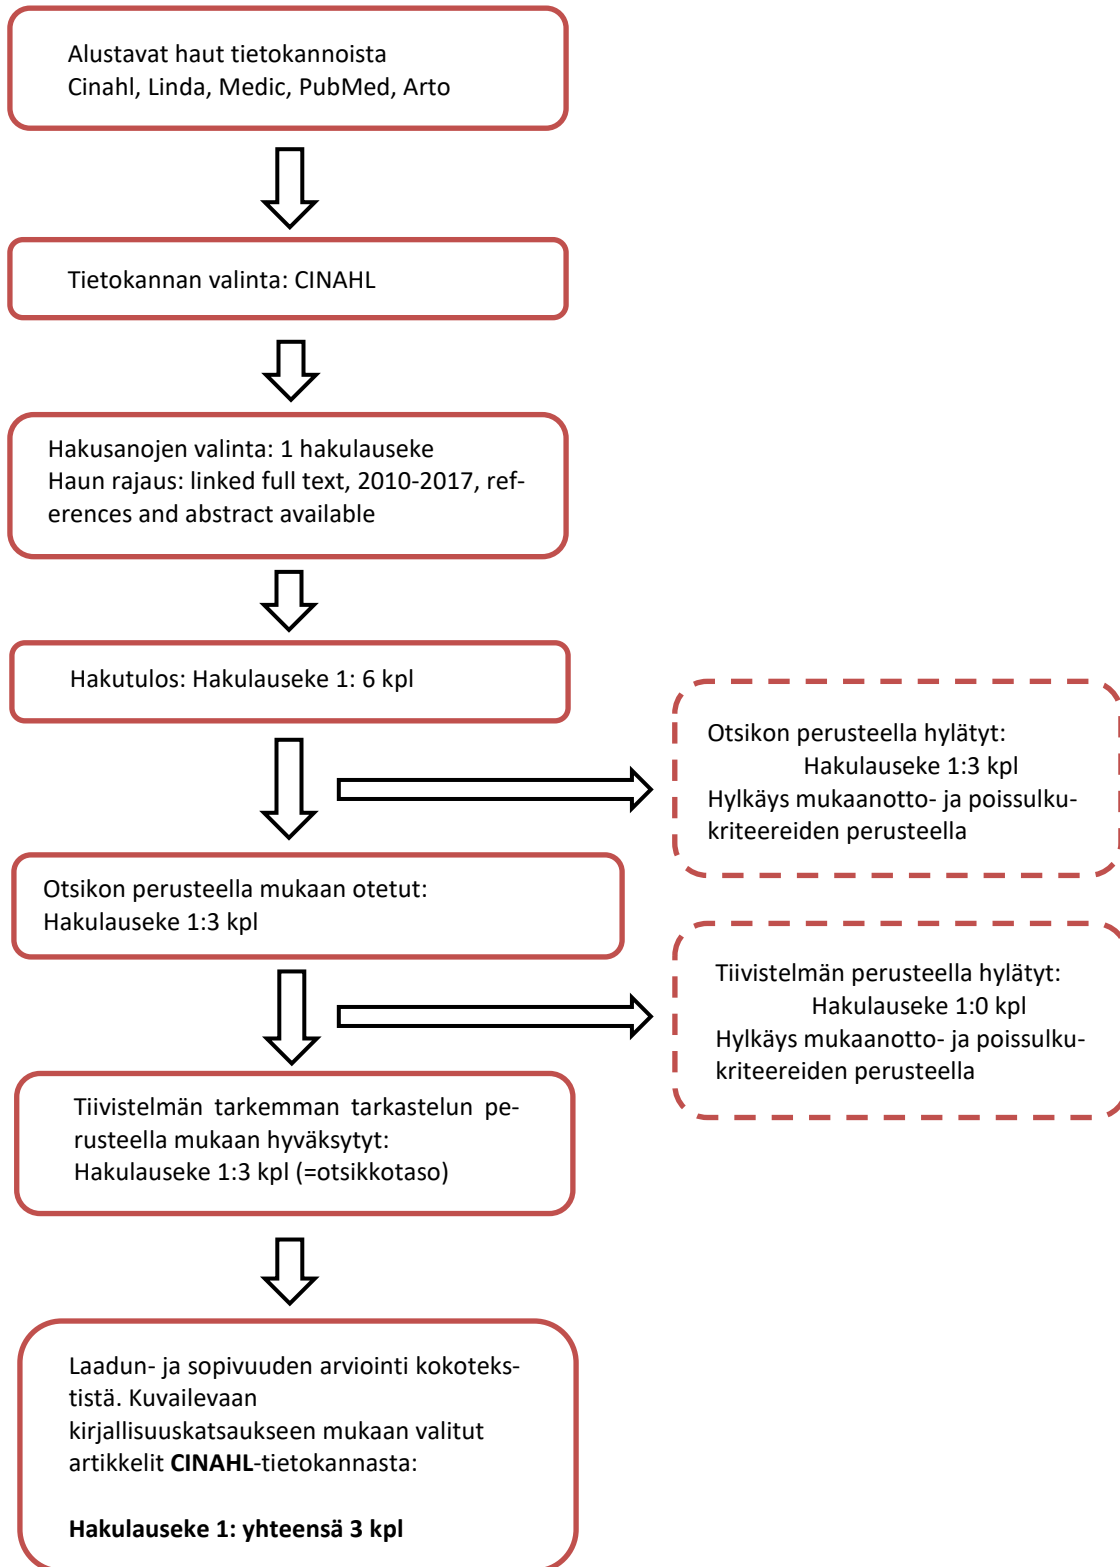 Alustavat haut tietokannoista
Cinahl, Linda, Medic, PubMed, Arto
Tietokannan valinta: CINAHL
Hakusanojen valinta: 1 hakulauseke
Haun rajaus: linked full text, 2010-2017, ref-
erences and abstract available
Hakutulos: Hakulauseke 1: 6 kpl
Otsikon perusteella hylätyt:
Hakulauseke 1:3 kpl
Hylkäys mukaanotto- ja poissulku-
kriteereiden perusteella
Otsikon perusteella mukaan otetut:
Hakulauseke 1:3 kpl
Tiivistelmän perusteella hylätyt:
Hakulauseke 1:0 kpl
Hylkäys mukaanotto- ja poissulku-
kriteereiden perusteella
Tiivistelmän tarkemman tarkastelun pe-
rusteella mukaan hyväksytyt:
Hakulauseke 1:3 kpl (=otsikkotaso)
Laadun- ja sopivuuden arviointi kokoteks-
tistä. Kuvailevaan
kirjallisuuskatsaukseen mukaan valitut
artikkelit CINAHL-tietokannasta:
Hakulauseke 1: yhteensä 3 kpl